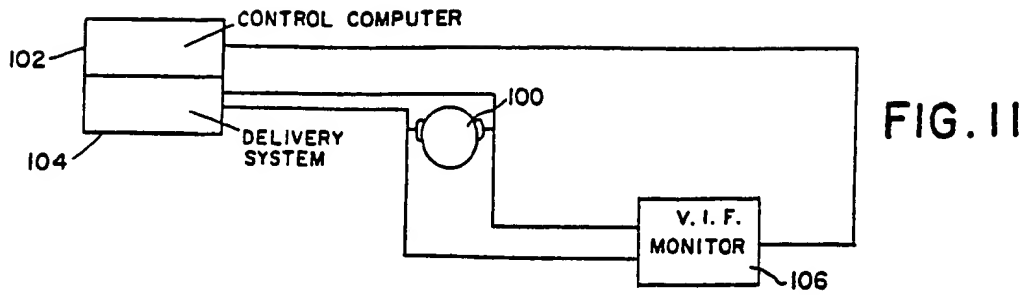 CONTROL COMPUTER
102
100
FIG. 11
DELIVERY
SYSTEM
104
V. I. F.
MONITOR
106